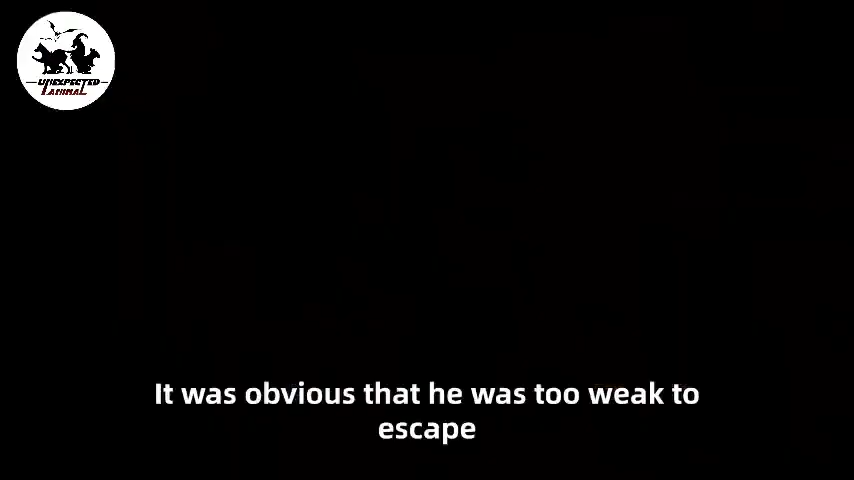 UNEXPECTED
ANIMAL
It was obvious that he was too weak to
escape